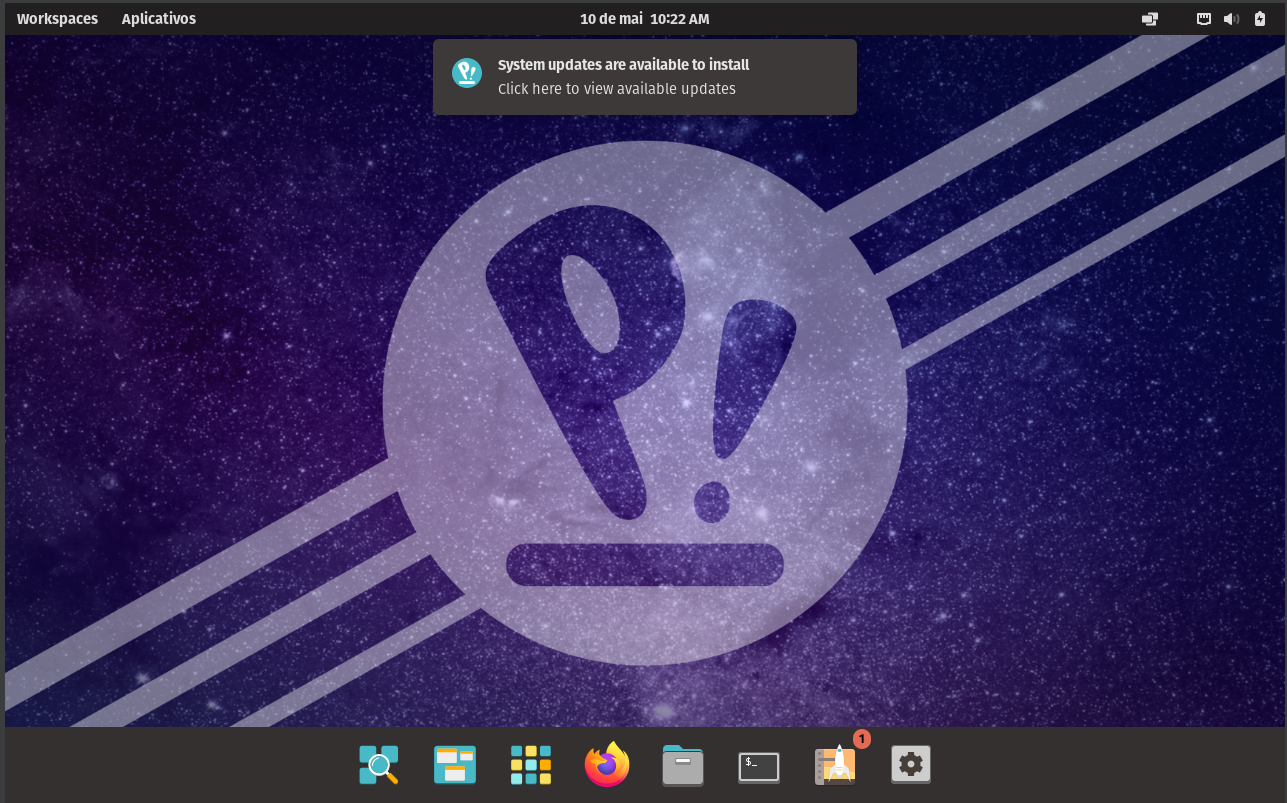 Workspaces Aplicativos 10 de mai 10:22 AM
System updates are available to install
Click here to view available updates
P!
$_
1